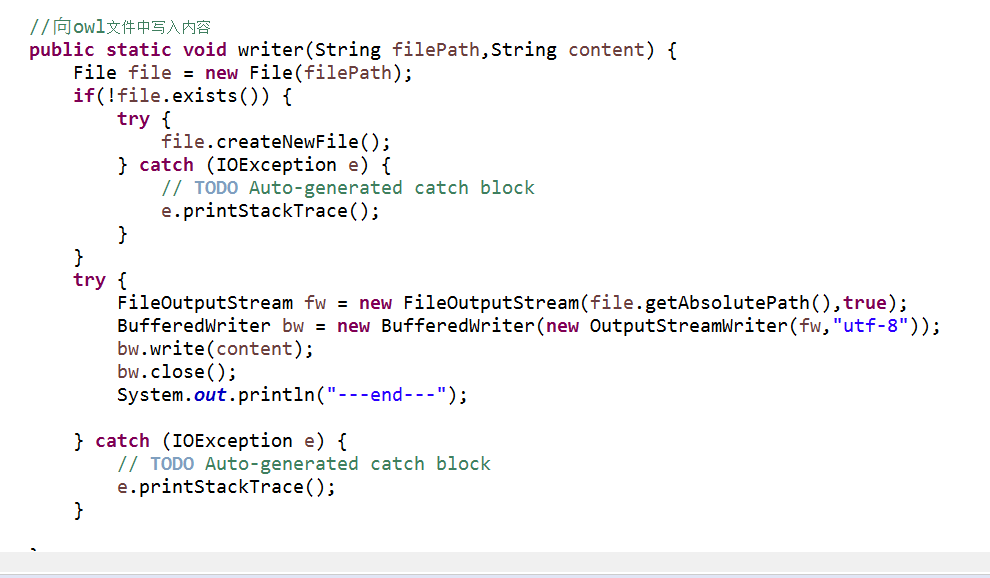 //向owl文件中写入内容
public static void writer(String filePath,String content) {
File file = new File(filePath);
if(!file.exists()) {
try {
file.createNewFile();
} catch (IOException e) {
// TODO Auto-generated catch block
e.printStackTrace();
}
}
try {
FileOutputStream fw = new FileOutputStream(file.getAbsolutePath(),true);
BufferedWriter bw = new BufferedWriter(new OutputStreamWriter(fw,"utf-8"));
bw.write(content);
bw.close();
System.out.println("---end---");
} catch (IOException e) {
// TODO Auto-generated catch block
e.printStackTrace();
}